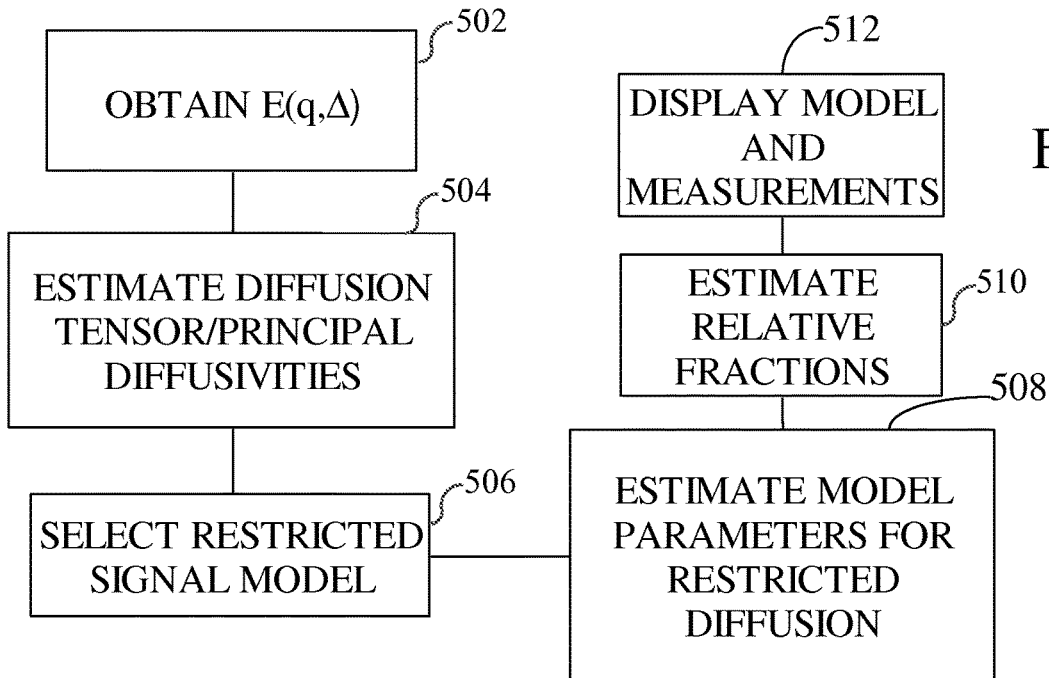 502
OBTAIN E(q,Δ)
504
ESTIMATE DIFFUSION
TENSOR/PRINCIPAL
DIFFUSIVITIES
506
SELECT RESTRICTED
SIGNAL MODEL
508
ESTIMATE MODEL
PARAMETERS FOR
RESTRICTED
DIFFUSION
510
ESTIMATE
RELATIVE
FRACTIONS
512
DISPLAY MODEL
AND
MEASUREMENTS